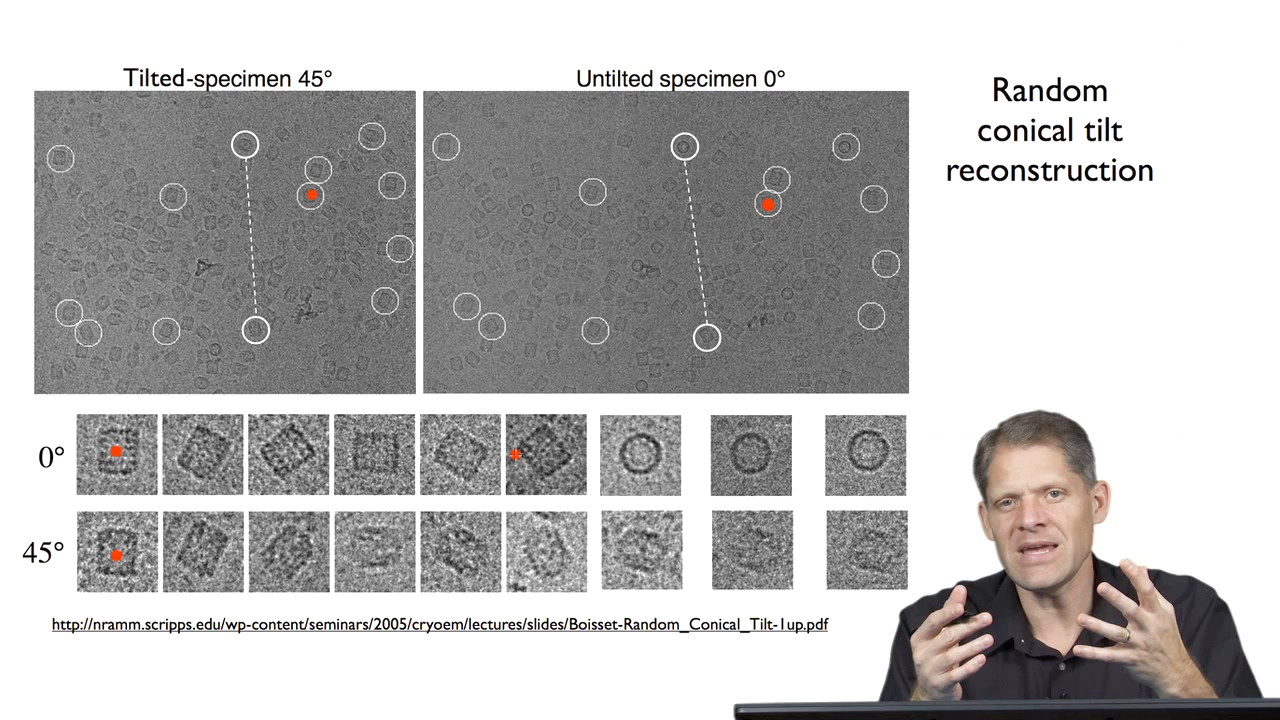 Tilted-specimen 45°
Untilted specimen 0°
Random
conical tilt
reconstruction
0°
45°
http://nramm.scripps.edu/wp-content/seminars/2005/cryoem/lectures/slides/Boisset-Random_Conical_Tilt-1up.pdf